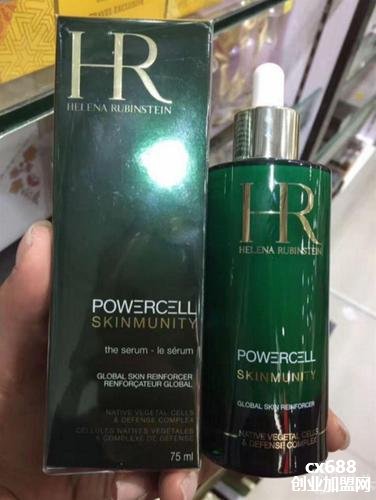 HR
HELENA RUBINSTEIN
POWERCELL
SKINMUNITY
the serum - le sérum
GLOBAL SKIN REINFORCER
RENFORÇATEUR GLOBAL
NATIVE VEGETAL CELLS
& DEFENSE COMPLEX
CELLULES NATIVES VÉGÉTALES
& COMPLEXE DE DÉFENSE
75 ml
HR
HELENA RUBINSTEIN
POWERCELL
SKINMUNITY
GLOBAL SKIN REINFORCER
NATIVE VEGETAL CELLS
& DEFENSE COMPLEX
cx688
创业加盟网